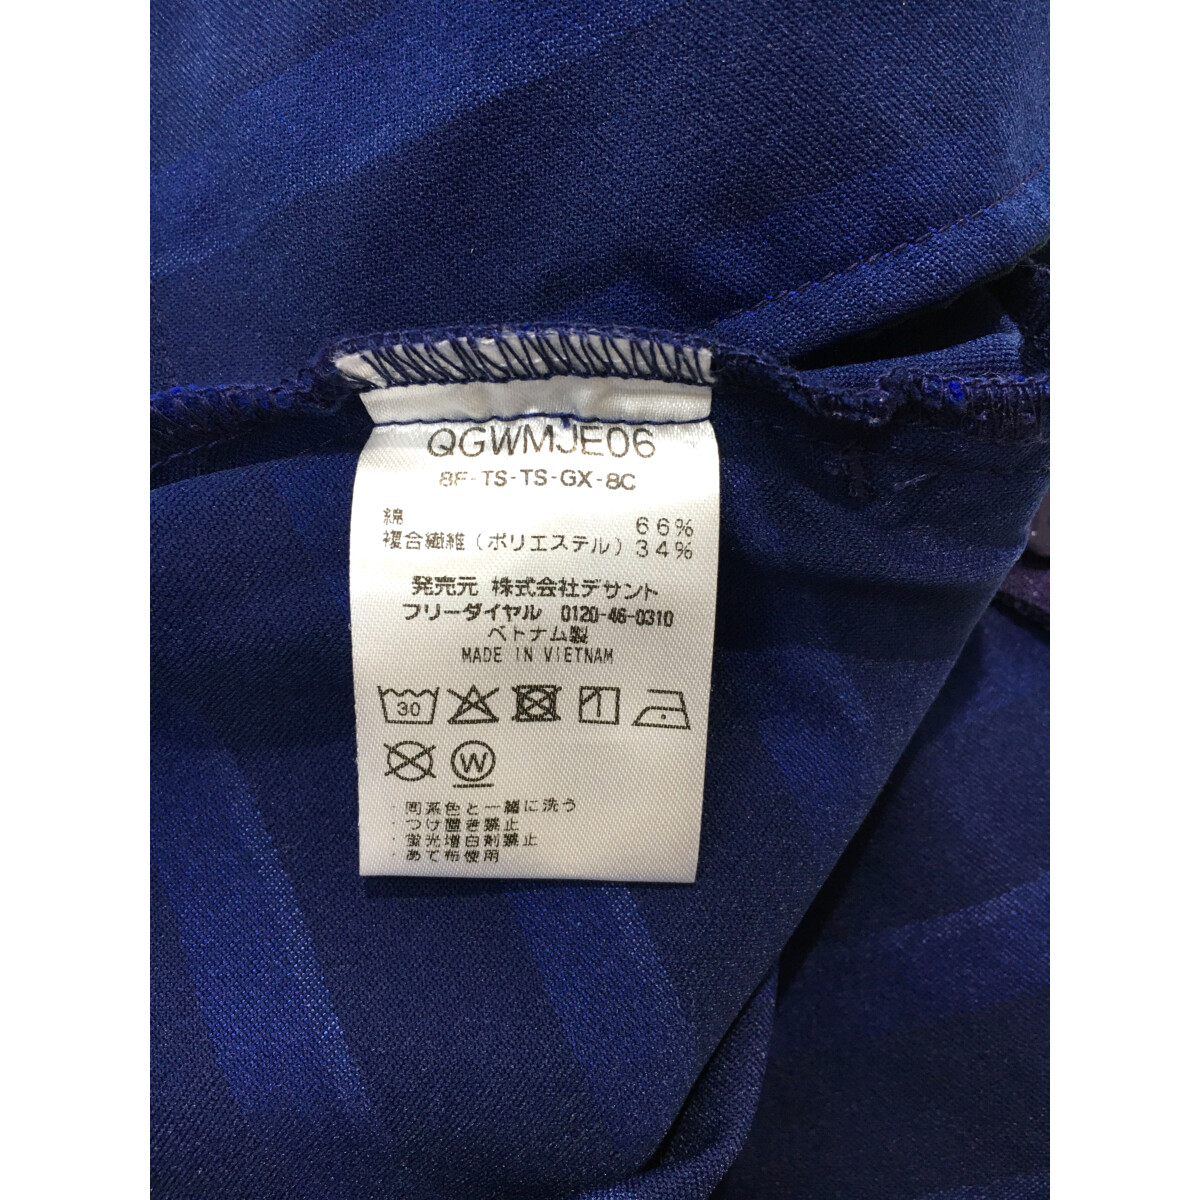 QGWMJE06
8F-TS-TS-GX-8C
綿 66%
複合繊維(ポリエステル) 34%
発売元 株式会社デサント
フリーダイヤル 0120-46-0310
ベトナム製
MADE IN VIETNAM
30
W
・同系色と一緒に洗う
・つけ置き禁止
・蛍光増白剤禁止
・あて布使用